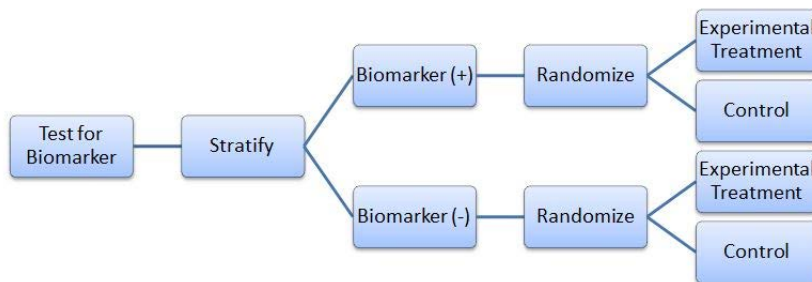 Test for
Biomarker
Stratify
Biomarker (+)
Randomize
Experimental
Treatment
Control
Biomarker (-)
Randomize
Experimental
Treatment
Control